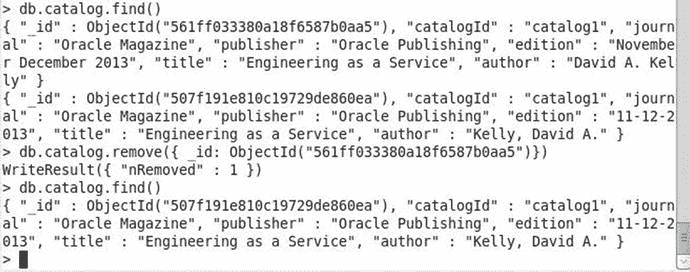 > db.catalog.find()
{ "_id" : ObjectId("561ff033380a18f6587b0aa5"), "catalogId" : "catalog1", "journ
al" : "Oracle Magazine", "publisher" : "Oracle Publishing", "edition" : "Novembe
r December 2013", "title" : "Engineering as a Service", "author" : "David A. Kel
ly" }
{ "_id" : ObjectId("507f191e810c19729de860ea"), "catalogId" : "catalog1", "journ
al" : "Oracle Magazine", "publisher" : "Oracle Publishing", "edition" : "11-12-2
013", "title" : "Engineering as a Service", "author" : "Kelly, David A." }
> db.catalog.remove({ _id: ObjectId("561ff033380a18f6587b0aa5")})
WriteResult({ "nRemoved" : 1 })
> db.catalog.find()
{ "_id" : ObjectId("507f191e810c19729de860ea"), "catalogId" : "catalog1", "journ
al" : "Oracle Magazine", "publisher" : "Oracle Publishing", "edition" : "11-12-2
013", "title" : "Engineering as a Service", "author" : "Kelly, David A." }
>